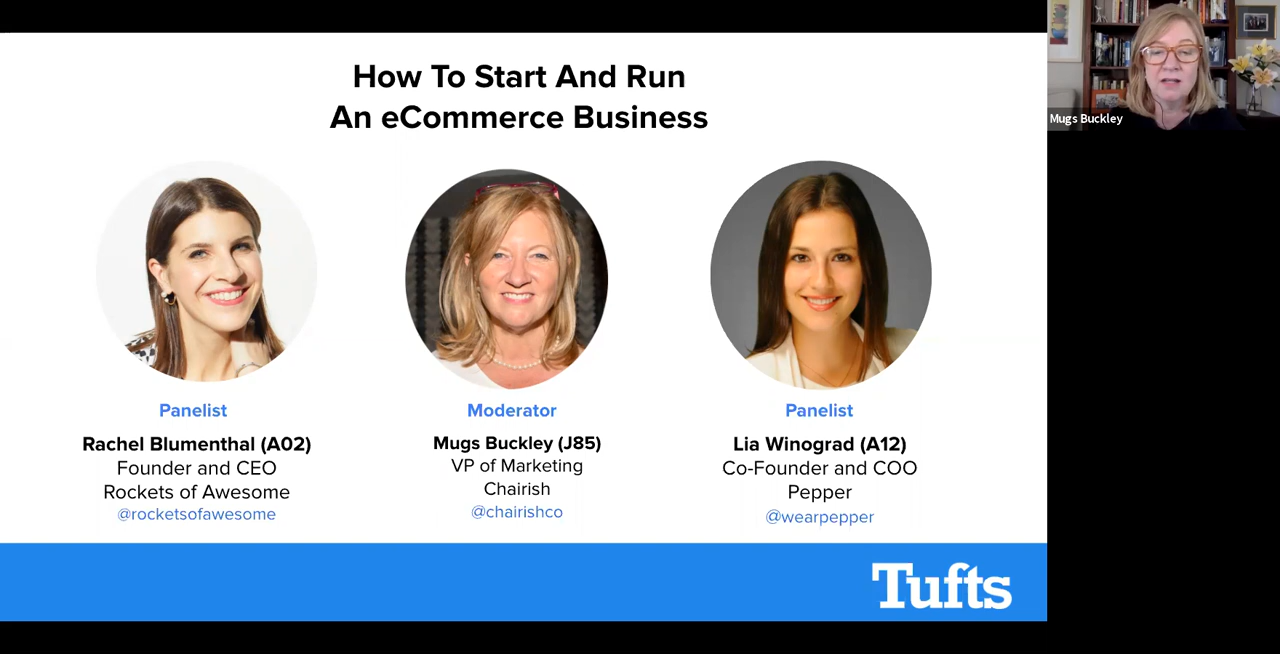 How To Start And Run
An eCommerce Business
Mugs Buckley
Panelist
Rachel Blumenthal (A02)
Founder and CEO
Rockets of Awesome
@rocketsofawesome
Moderator
Mugs Buckley (J85)
VP of Marketing
Chairish
@chairishco
Panelist
Lia Winograd (A12)
Co-Founder and COO
Pepper
@wearpepper
Tufts